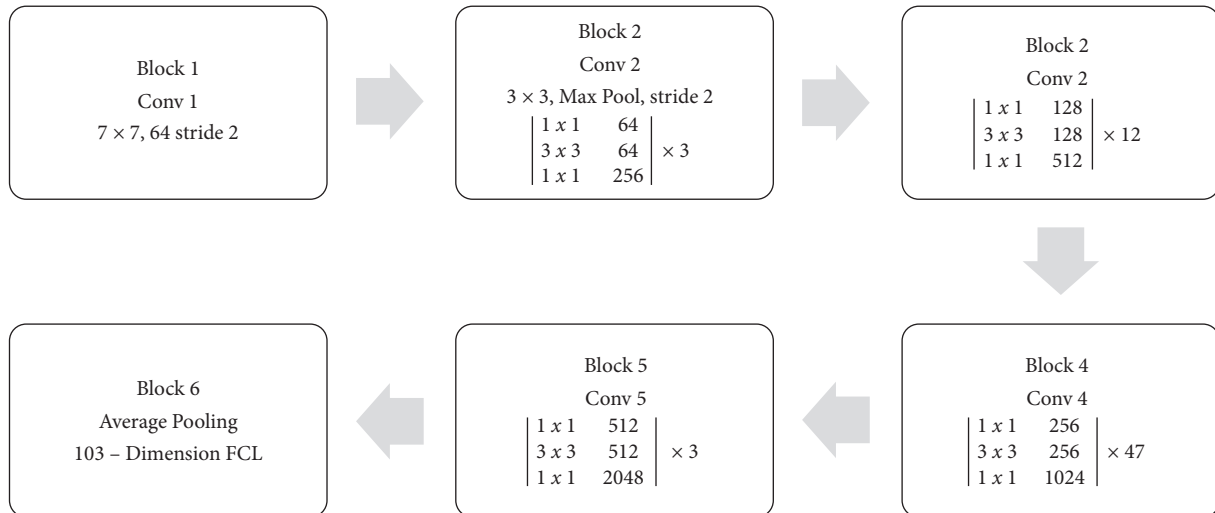 Block 1
Conv 1
7 × 7, 64 stride 2
Block 2
Conv 2
3 × 3, Max Pool, stride 2
1 x 1 64
3 x 3 64 × 3
1 x 1 256
Block 2
Conv 2
1 x 1 128
3 x 3 128 × 12
1 x 1 512
Block 4
Conv 4
1 x 1 256
3 x 3 256 × 47
1 x 1 1024
Block 5
Conv 5
1 x 1 512
3 x 3 512 × 3
1 x 1 2048
Block 6
Average Pooling
103 – Dimension FCL